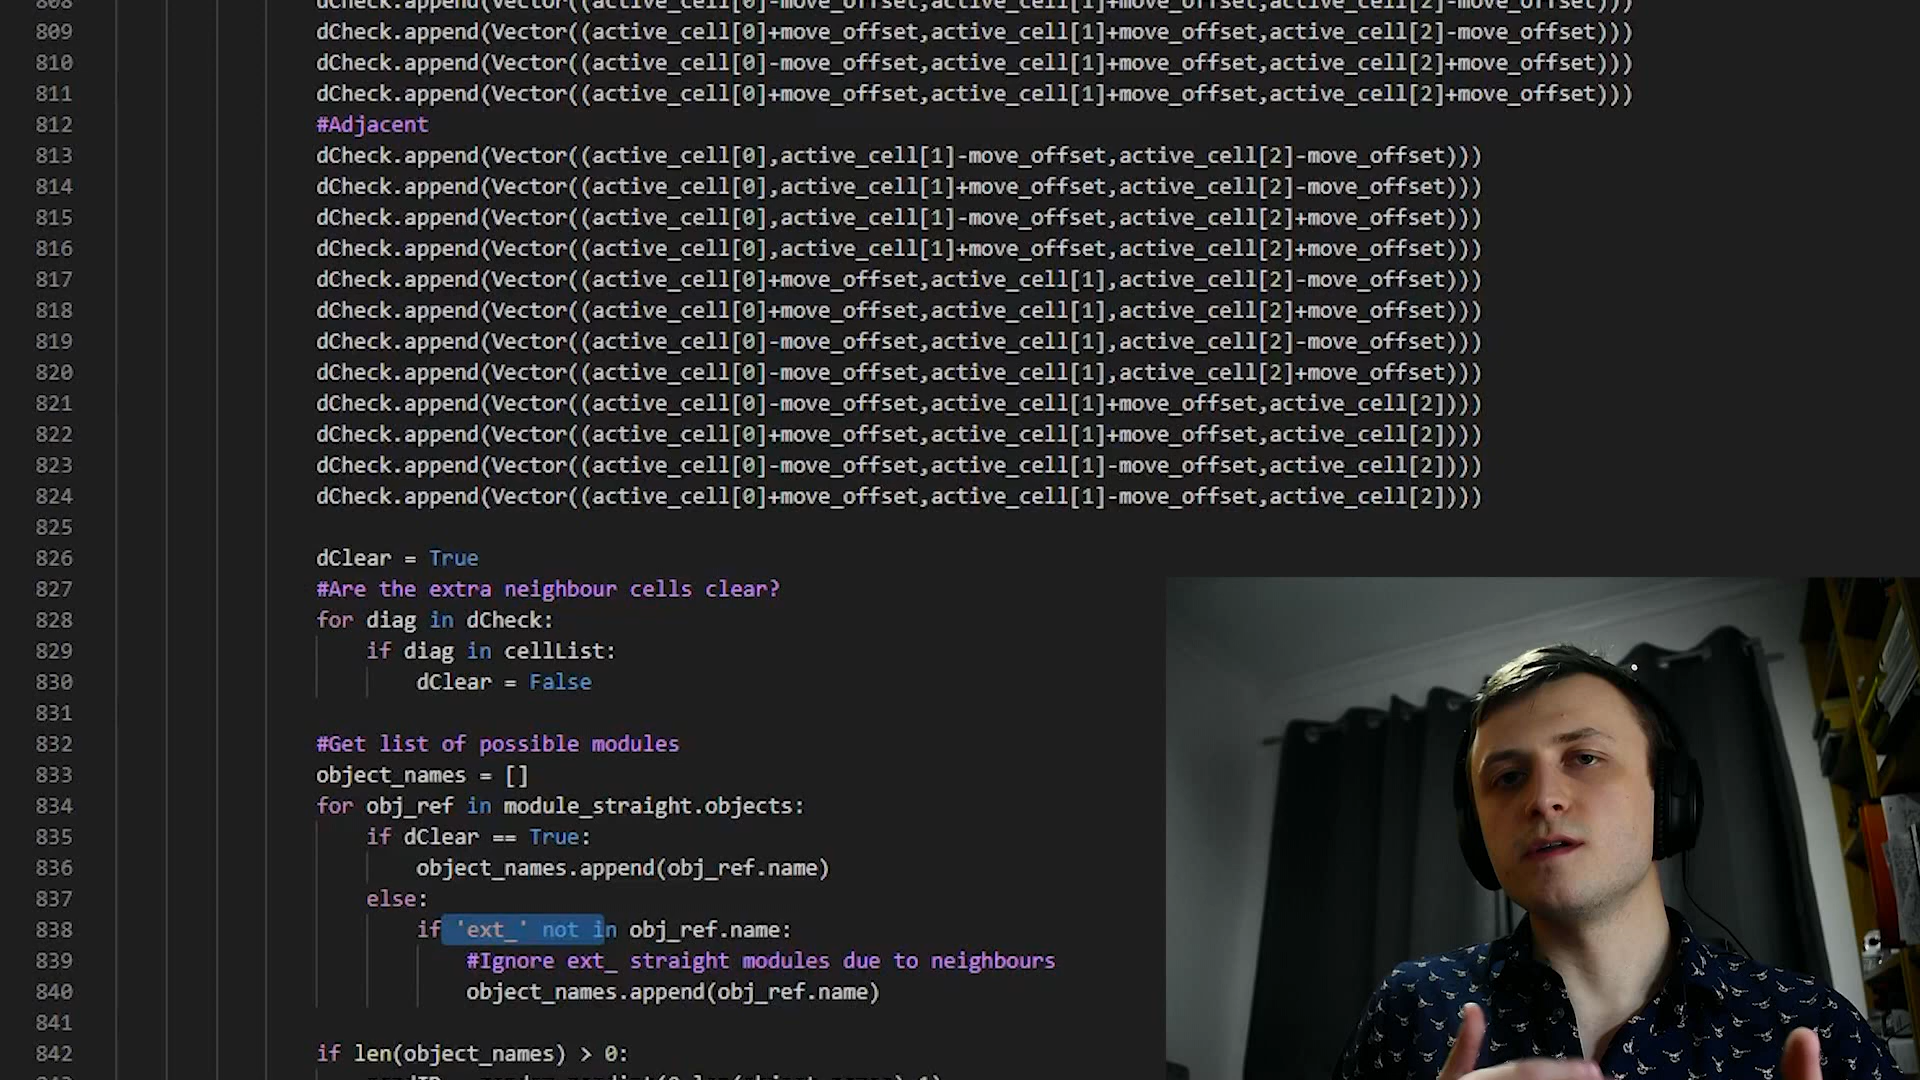 808 dCheck.append(Vector((active_cell[0]-move_offset,active_cell[1]+move_offset,active_cell[2]-move_offset)))
809 dCheck.append(Vector((active_cell[0]+move_offset,active_cell[1]+move_offset,active_cell[2]-move_offset)))
810 dCheck.append(Vector((active_cell[0]-move_offset,active_cell[1]+move_offset,active_cell[2]+move_offset)))
811 dCheck.append(Vector((active_cell[0]+move_offset,active_cell[1]+move_offset,active_cell[2]+move_offset)))
812 #Adjacent
813 dCheck.append(Vector((active_cell[0],active_cell[1]-move_offset,active_cell[2]-move_offset)))
814 dCheck.append(Vector((active_cell[0],active_cell[1]+move_offset,active_cell[2]-move_offset)))
815 dCheck.append(Vector((active_cell[0],active_cell[1]-move_offset,active_cell[2]+move_offset)))
816 dCheck.append(Vector((active_cell[0],active_cell[1]+move_offset,active_cell[2]+move_offset)))
817 dCheck.append(Vector((active_cell[0]+move_offset,active_cell[1],active_cell[2]-move_offset)))
818 dCheck.append(Vector((active_cell[0]+move_offset,active_cell[1],active_cell[2]+move_offset)))
819 dCheck.append(Vector((active_cell[0]-move_offset,active_cell[1],active_cell[2]-move_offset)))
820 dCheck.append(Vector((active_cell[0]-move_offset,active_cell[1],active_cell[2]+move_offset)))
821 dCheck.append(Vector((active_cell[0]-move_offset,active_cell[1]+move_offset,active_cell[2])))
822 dCheck.append(Vector((active_cell[0]+move_offset,active_cell[1]+move_offset,active_cell[2])))
823 dCheck.append(Vector((active_cell[0]-move_offset,active_cell[1]-move_offset,active_cell[2])))
824 dCheck.append(Vector((active_cell[0]+move_offset,active_cell[1]-move_offset,active_cell[2])))
825
826 dClear = True
827 #Are the extra neighbour cells clear?
828 for diag in dCheck:
829 if diag in cellList:
830 dClear = False
831
832 #Get list of possible modules
833 object_names = []
834 for obj_ref in module_straight.objects:
835 if dClear == True:
836 object_names.append(obj_ref.name)
837 else:
838 if 'ext_' not in obj_ref.name:
839 #Ignore ext_ straight modules due to neighbours
840 object_names.append(obj_ref.name)
841
842 if len(object_names) > 0: